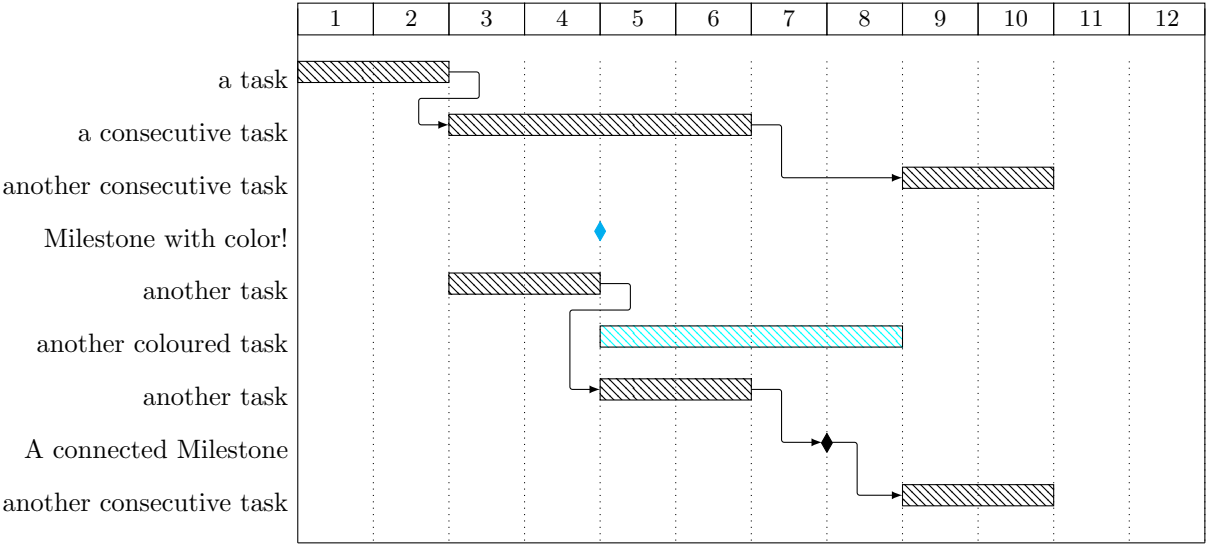 1 2 3 4 5 6 7 8 9 10 11 12
a task
a consecutive task
another consecutive task
Milestone with color!
another task
another coloured task
another task
A connected Milestone
another consecutive task